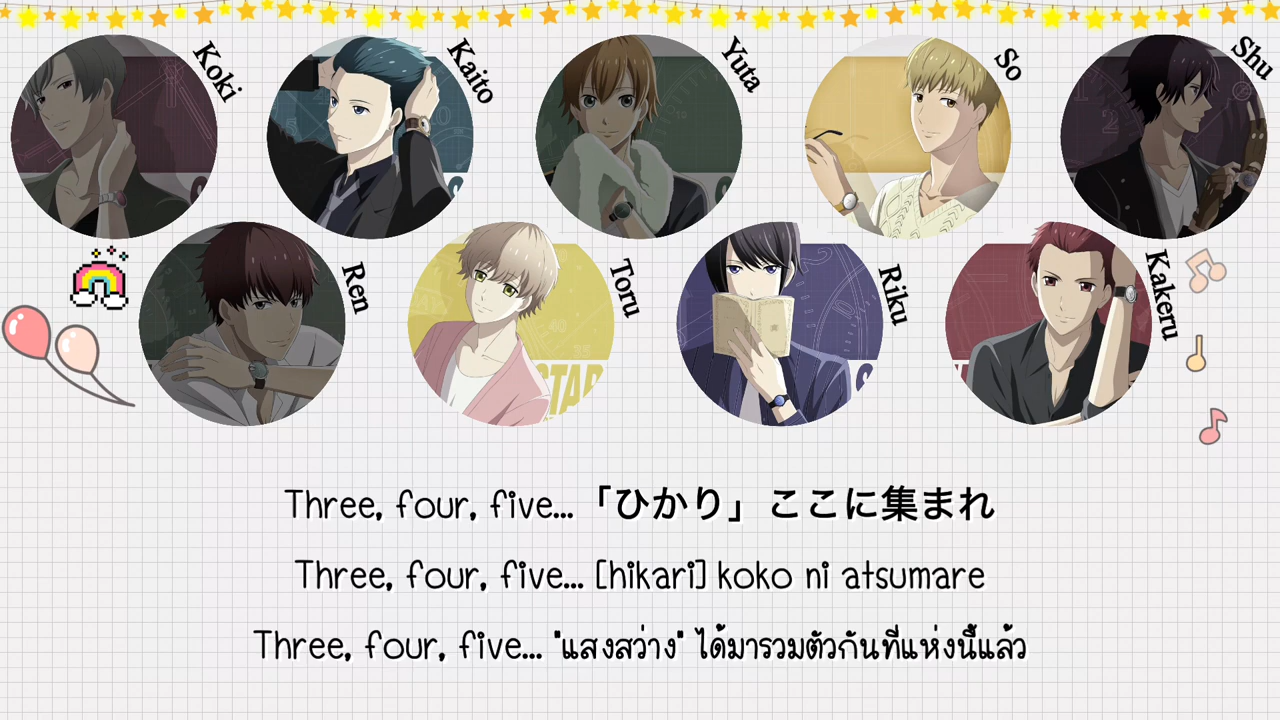 Koki
Kaito
Yuta
So
Shu
Ren
Toru
Riku
Kakeru
Three, four, five... 「ひかり」ここに集まれ
Three, four, five... [hikari] koko ni atsumare
Three, four, five... "แสงสว่าง" ได้มารวมตัวกันที่แห่งนี้แล้ว